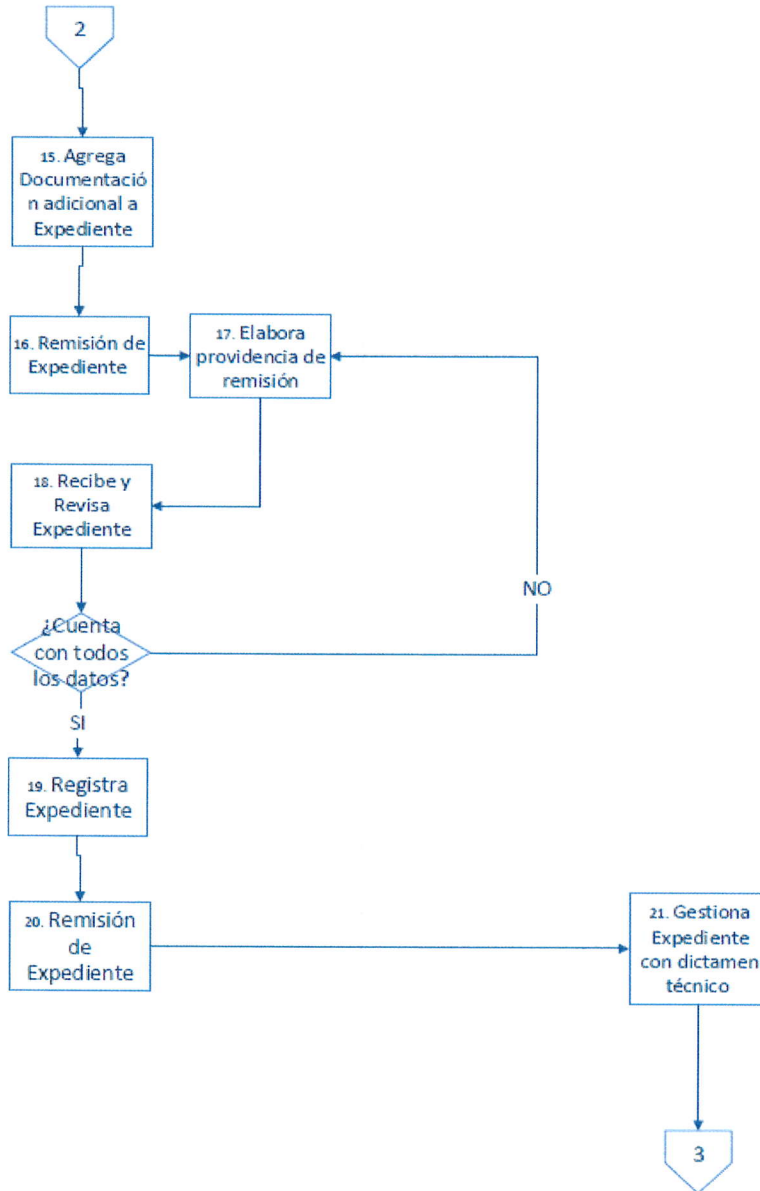 2
15. Agrega
Documentació
n adicional a
Expediente
16. Remisión de
Expediente
17. Elabora
providencia de
remisión
18. Recibe y
Revisa
Expediente
NO
¿Cuenta
con todos
los datos?
SI
19. Registra
Expediente
20. Remisión
de
Expediente
21. Gestiona
Expediente
con dictamen
técnico
3